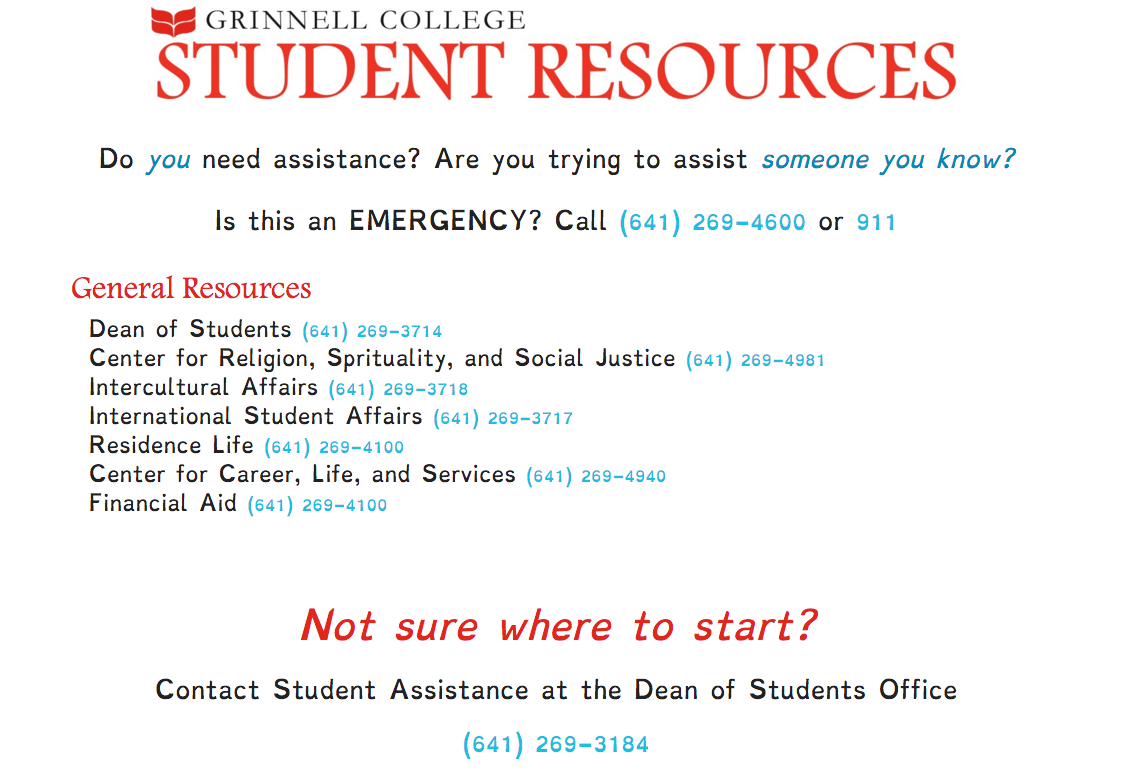 GRINNELL COLLEGE
STUDENT RESOURCES
Do you need assistance? Are you trying to assist someone you know?
Is this an EMERGENCY? Call (641) 269-4600 or 911
General Resources
Dean of Students (641) 269-3714
Center for Religion, Sprituality, and Social Justice (641) 269-4981
Intercultural Affairs (641) 269-3718
International Student Affairs (641) 269-3717
Residence Life (641) 269-4100
Center for Career, Life, and Services (641) 269-4940
Financial Aid (641) 269-4100
Not sure where to start?
Contact Student Assistance at the Dean of Students Office
(641) 269-3184